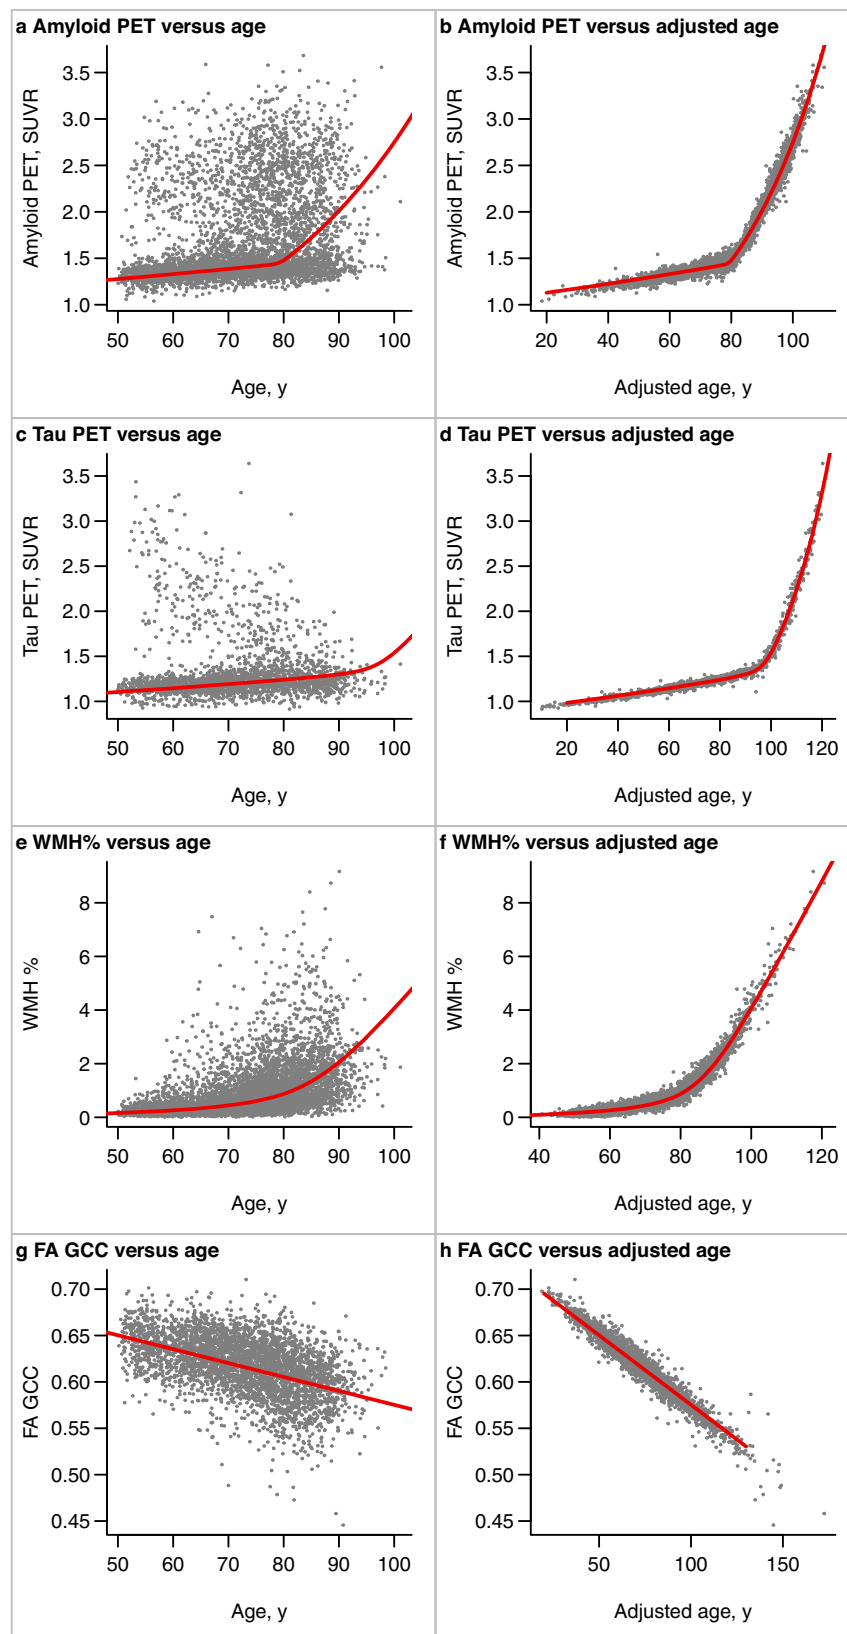 a Amyloid PET versus age
Amyloid PET, SUVR
3.5
3.0
2.5
2.0
1.5
1.0
50 60 70 80 90 100
Age, y
b Amyloid PET versus adjusted age
Amyloid PET, SUVR
3.5
3.0
2.5
2.0
1.5
1.0
20 40 60 80 100
Adjusted age, y
c Tau PET versus age
Tau PET, SUVR
3.5
3.0
2.5
2.0
1.5
1.0
50 60 70 80 90 100
Age, y
d Tau PET versus adjusted age
Tau PET, SUVR
3.5
3.0
2.5
2.0
1.5
1.0
20 40 60 80 100 120
Adjusted age, y
e WMH% versus age
WMH %
8
6
4
2
0
50 60 70 80 90 100
Age, y
f WMH% versus adjusted age
WMH %
8
6
4
2
0
40 60 80 100 120
Adjusted age, y
g FA GCC versus age
FA GCC
0.70
0.65
0.60
0.55
0.50
0.45
50 60 70 80 90 100
Age, y
h FA GCC versus adjusted age
FA GCC
0.70
0.65
0.60
0.55
0.50
0.45
50 100 150
Adjusted age, y